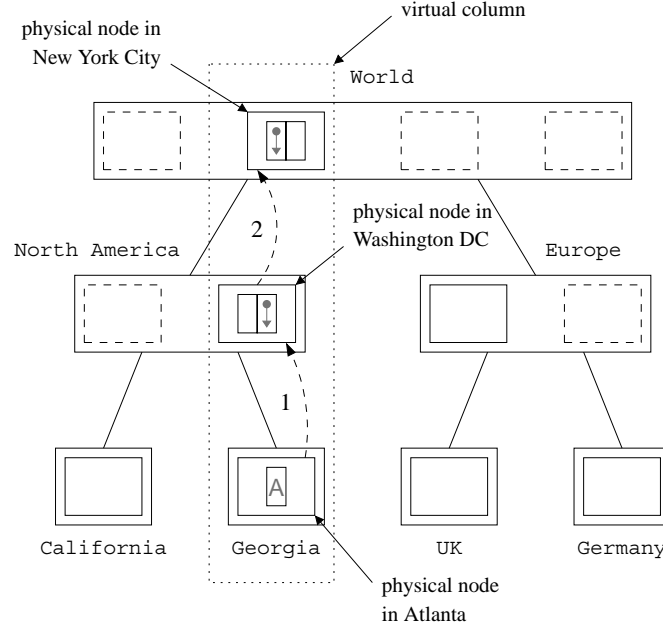 physical node in
New York City
virtual column
World
2
physical node in
Washington DC
North America
Europe
1
A
California
Georgia
UK
Germany
physical node
in Atlanta